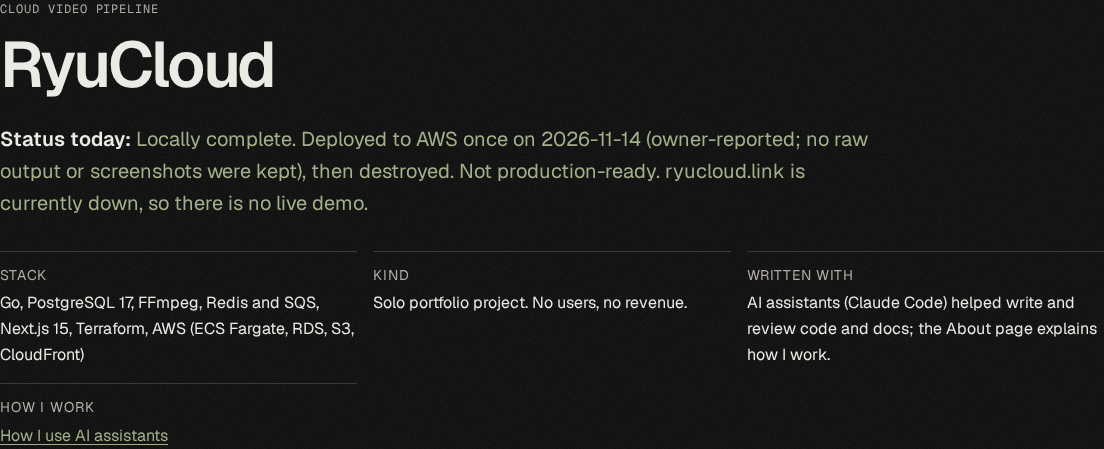 CLOUD VIDEO PIPELINE
RyuCloud
Status today: Locally complete. Deployed to AWS once on 2026-11-14 (owner-reported; no raw
output or screenshots were kept), then destroyed. Not production-ready. ryucloud.link is
currently down, so there is no live demo.
STACK
Go, PostgreSQL 17, FFmpeg, Redis and SQS,
Next.js 15, Terraform, AWS (ECS Fargate, RDS, S3,
CloudFront)
KIND
Solo portfolio project. No users, no revenue.
WRITTEN WITH
AI assistants (Claude Code) helped write and
review code and docs; the About page explains
how I work.
HOW I WORK
How I use AI assistants